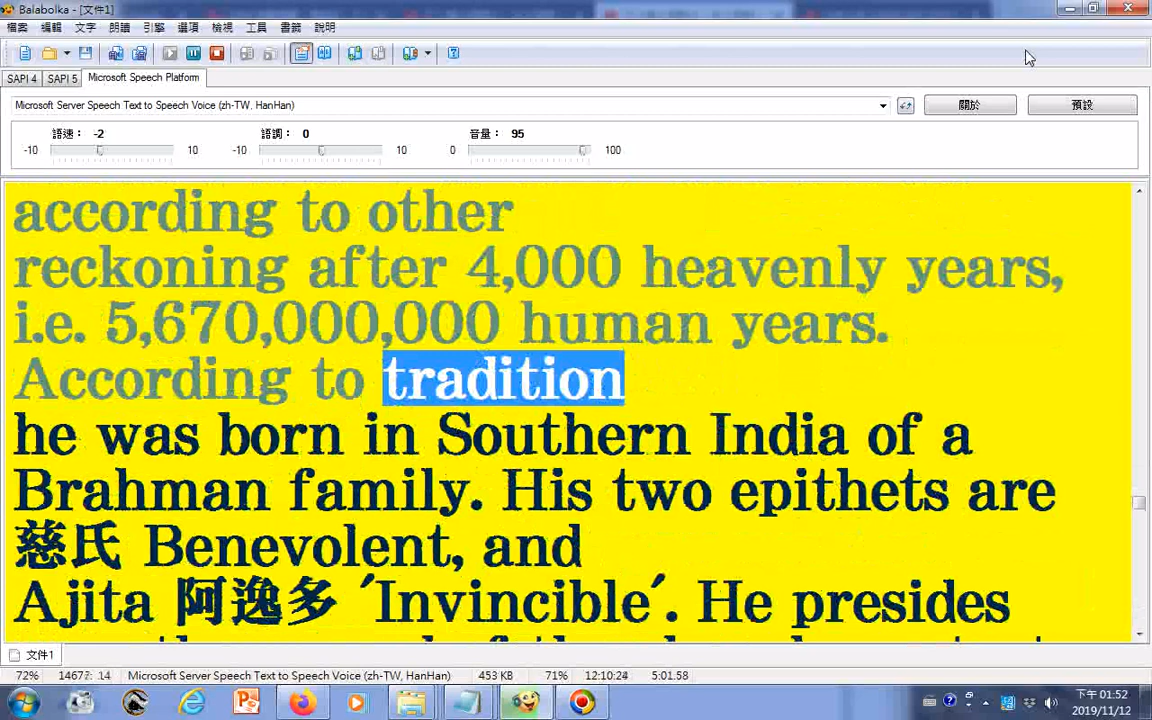 Balabolka - [文件1]
檔案 編輯 文字 朗讀 引擎 選項 檢視 工具 書籤 說明
SAPI 4 SAPI 5 Microsoft Speech Platform
Microsoft Server Speech Text to Speech Voice (zh-TW, HanHan) 關於 預設
語速： -2 語調： 0 音量： 95
-10 10 -10 10 0 100
according to other
reckoning after 4,000 heavenly years,
i.e. 5,670,000,000 human years.
According to tradition
he was born in Southern India of a
Brahman family. His two epithets are
慈氏 Benevolent, and
Ajita 阿逸多 ´Invincible´. He presides
文件1
72% 14677: 14 Microsoft Server Speech Text to Speech Voice (zh-TW, HanHan) 453 KB 71% 12:10:24 5:01.58
下午 01:52
2019/11/12